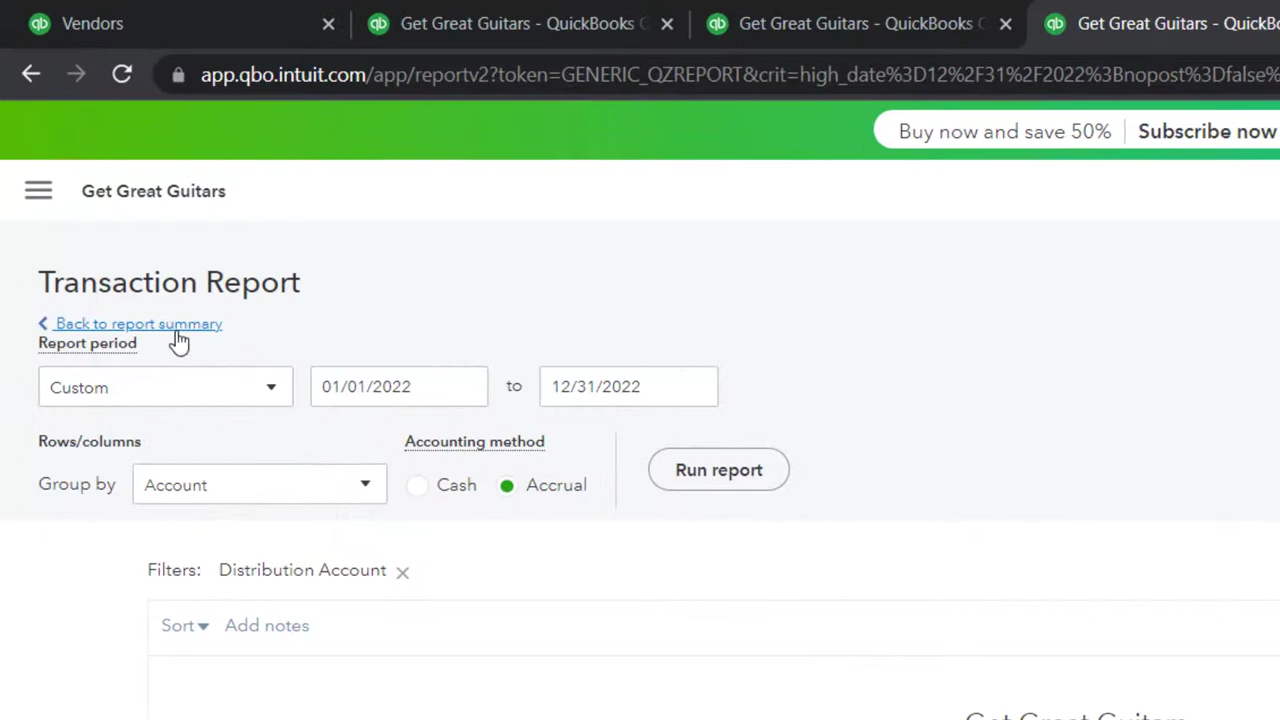 Vendors
Get Great Guitars - QuickBooks
Get Great Guitars - QuickBooks
Get Great Guitars -
app.qbo.intuit.com/app/reportv2?token=GENERIC_QZREPORT&crit=high_date%3D12%2F31%2F2022%3Bnopost%3Dfalse%
Buy now and save 50%
Subscribe now
Get Great Guitars
Transaction Report
Back to report summary
Report period
Custom
01/01/2022
to
12/31/2022
Rows/columns
Accounting method
Group by
Account
Cash
Accrual
Run report
Filters:
Distribution Account
Sort
Add notes
Get Great Guitars